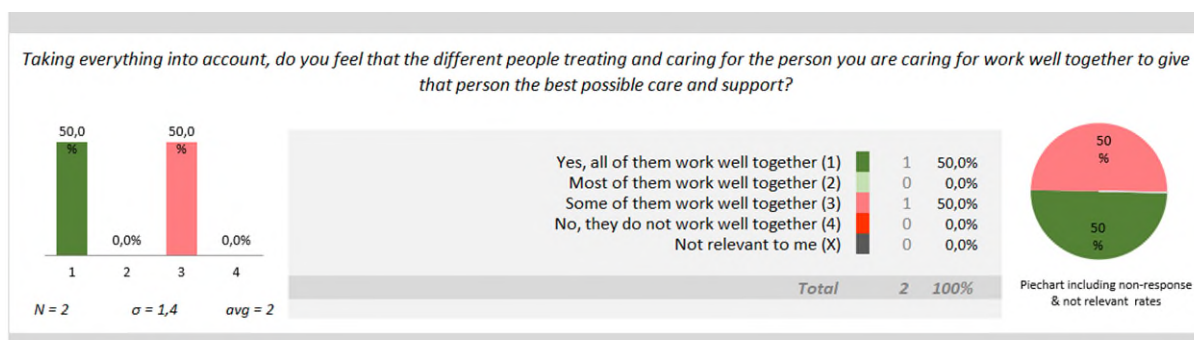 Taking everything into account, do you feel that the different people treating and caring for the person you are caring for work well together to give
that person the best possible care and support?
50,0
%
50,0
%
0,0%
0,0%
1 2 3 4
N = 2 σ = 1,4 avg = 2
Yes, all of them work well together (1) 1 50,0%
Most of them work well together (2) 0 0,0%
Some of them work well together (3) 1 50,0%
No, they do not work well together (4) 0 0,0%
Not relevant to me (X) 0 0,0%
Total 2 100%
50
%
50
%
Piechart including non-response
& not relevant rates